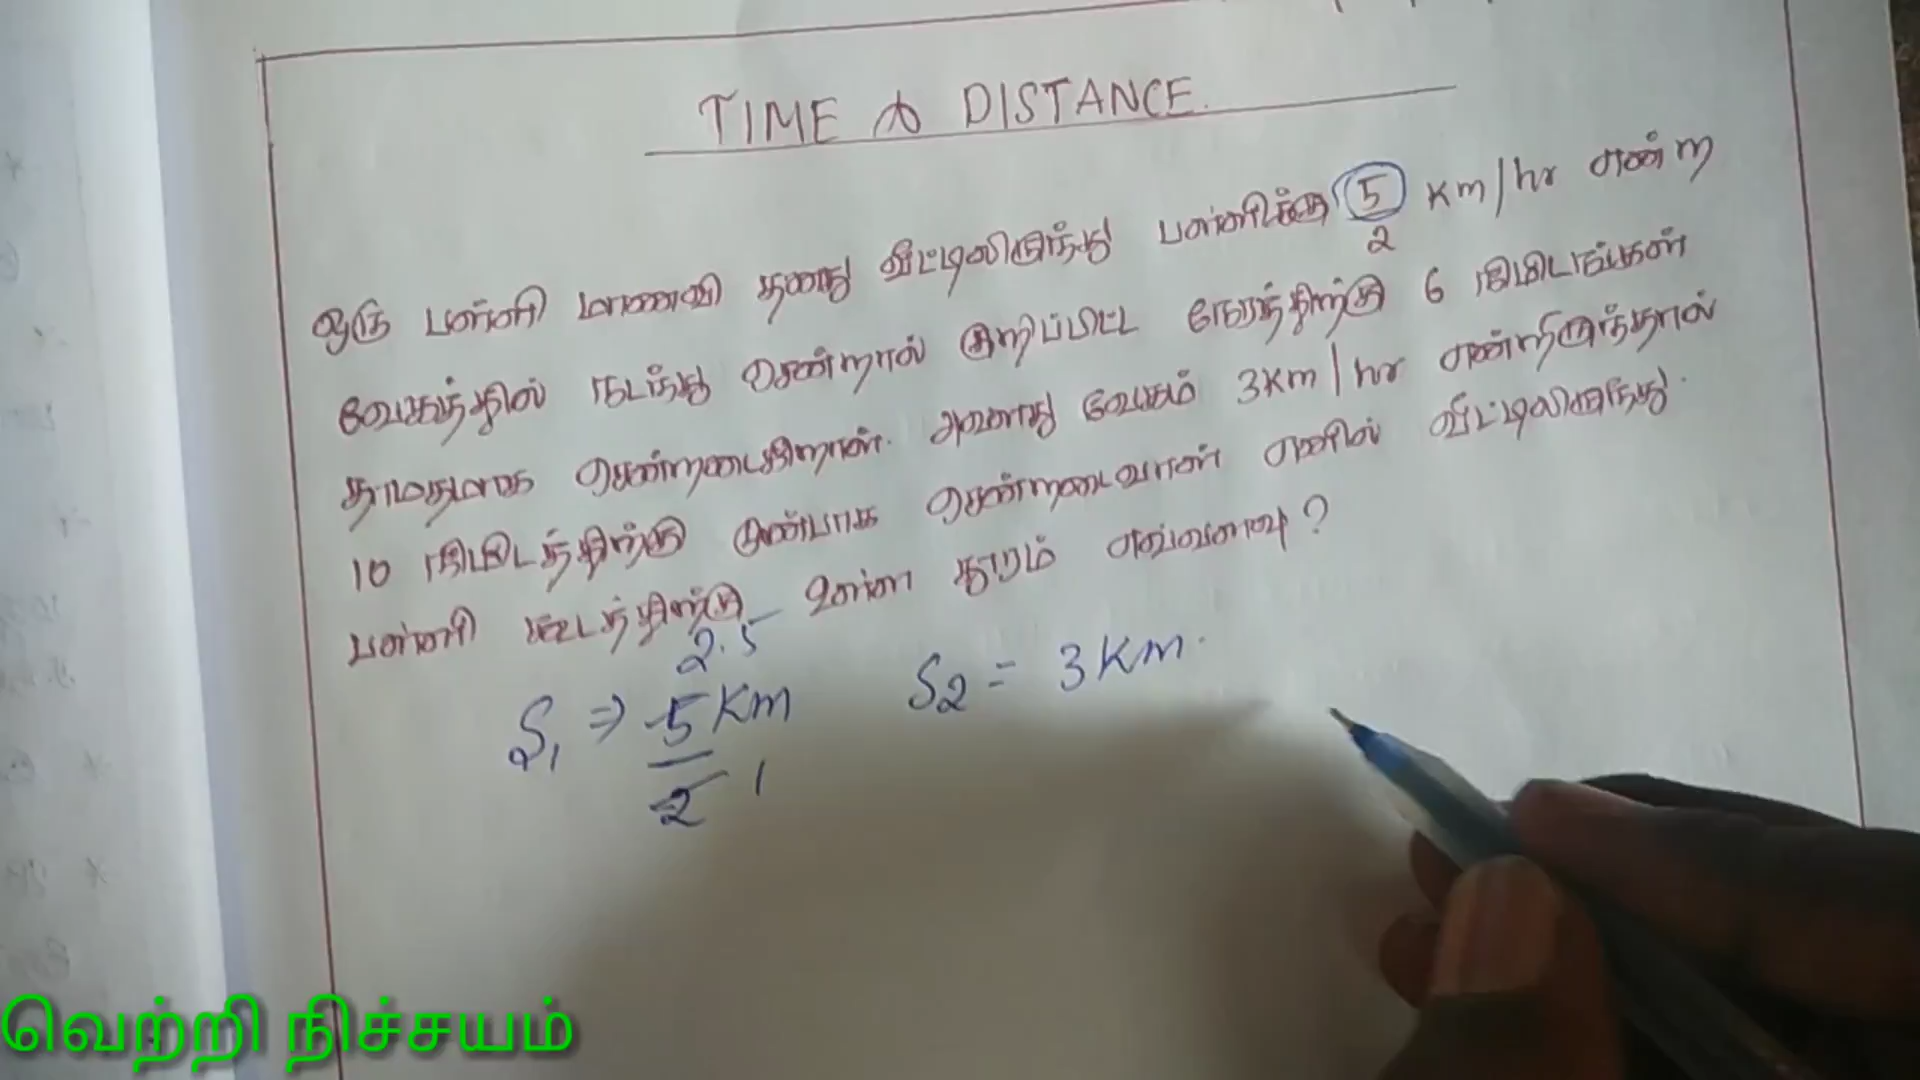 TIME & DISTANCE.
ஒரு பள்ளி மாணவி தனது வீட்டிலிருந்து பள்ளிக்கு 5/2 km/hr என்ற
வேகத்தில் நடந்து சென்றால் குறிப்பிட்ட நேரத்திற்கு 6 நிமிடங்கள்
தாமதமாக சென்றடைகிறாள். அவளது வேகம் 3km/hr என்றிருந்தால்
10 நிமிடத்திற்கு முன்பாக சென்றடைவாள் எனில் வீட்டிலிருந்து
பள்ளி கூடத்திற்கு உள்ள தூரம் எவ்வளவு?
2.5
S₁ ⇒ 5 km S₂ = 3 km.
2 1
வெற்றி நிச்சயம்